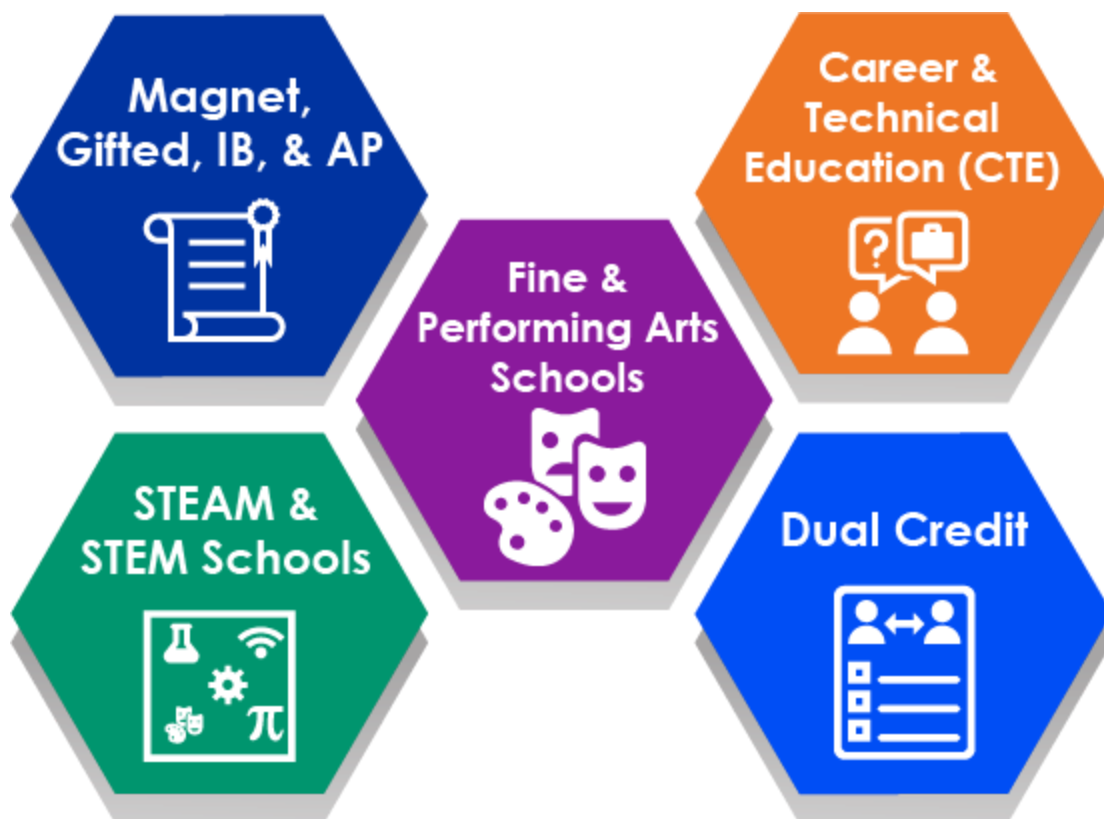 Magnet,
Gifted, IB, & AP
Career &
Technical
Education (CTE)
Fine &
Performing Arts
Schools
STEAM &
STEM Schools
π
Dual Credit
?